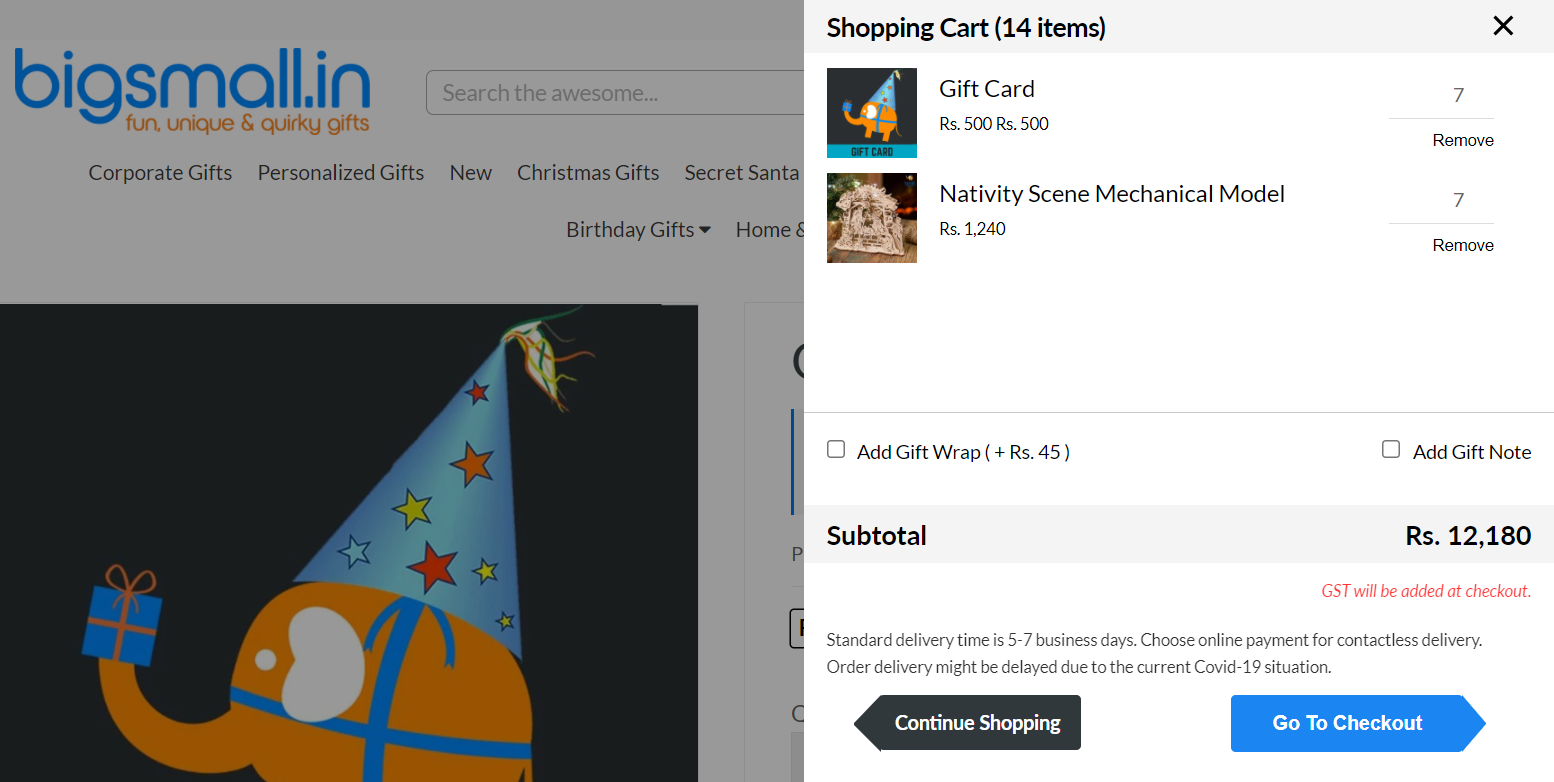 bigsmall.in
fun, unique & quirky gifts
Search the awesome...
Corporate Gifts Personalized Gifts New Christmas Gifts Secret Santa
Birthday Gifts Home &
Shopping Cart (14 items)
GIFT CARD
Gift Card
Rs. 500 Rs. 500
7
Remove
Nativity Scene Mechanical Model
Rs. 1,240
7
Remove
Add Gift Wrap ( + Rs. 45 ) Add Gift Note
Subtotal Rs. 12,180
GST will be added at checkout.
Standard delivery time is 5-7 business days. Choose online payment for contactless delivery.
Order delivery might be delayed due to the current Covid-19 situation.
Continue Shopping Go To Checkout